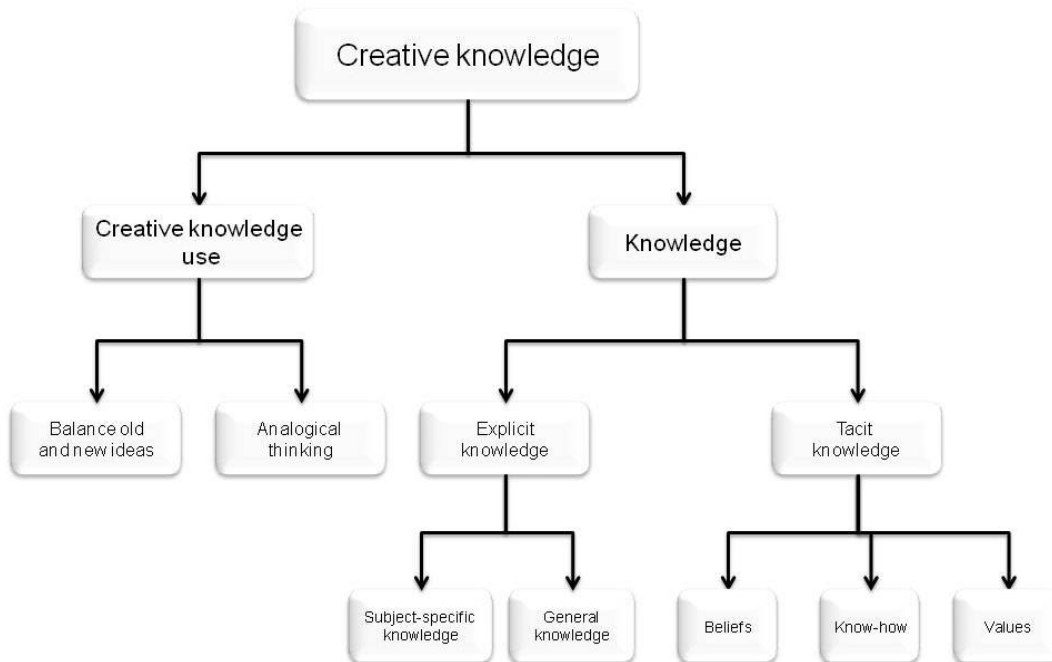 Creative knowledge
Creative knowledge
use
Knowledge
Balance old
and new ideas
Analogical
thinking
Explicit
knowledge
Tacit
knowledge
Subject-specific
knowledge
General
knowledge
Beliefs
Know-how
Values